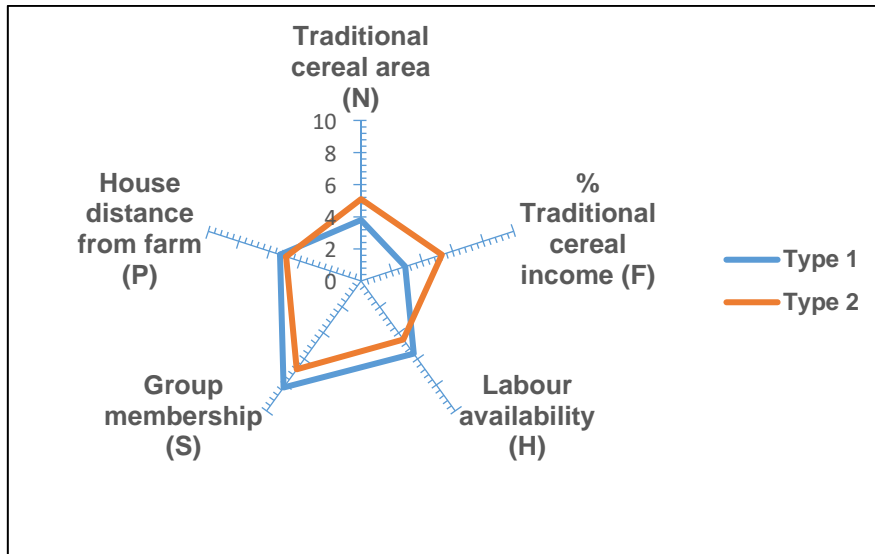 Traditional
cereal area
(N)
10
8
6
4
2
0
%
Traditional
cereal
income (F)
Labour
availability
(H)
Group
membership
(S)
House
distance
from farm
(P)
Type 1
Type 2